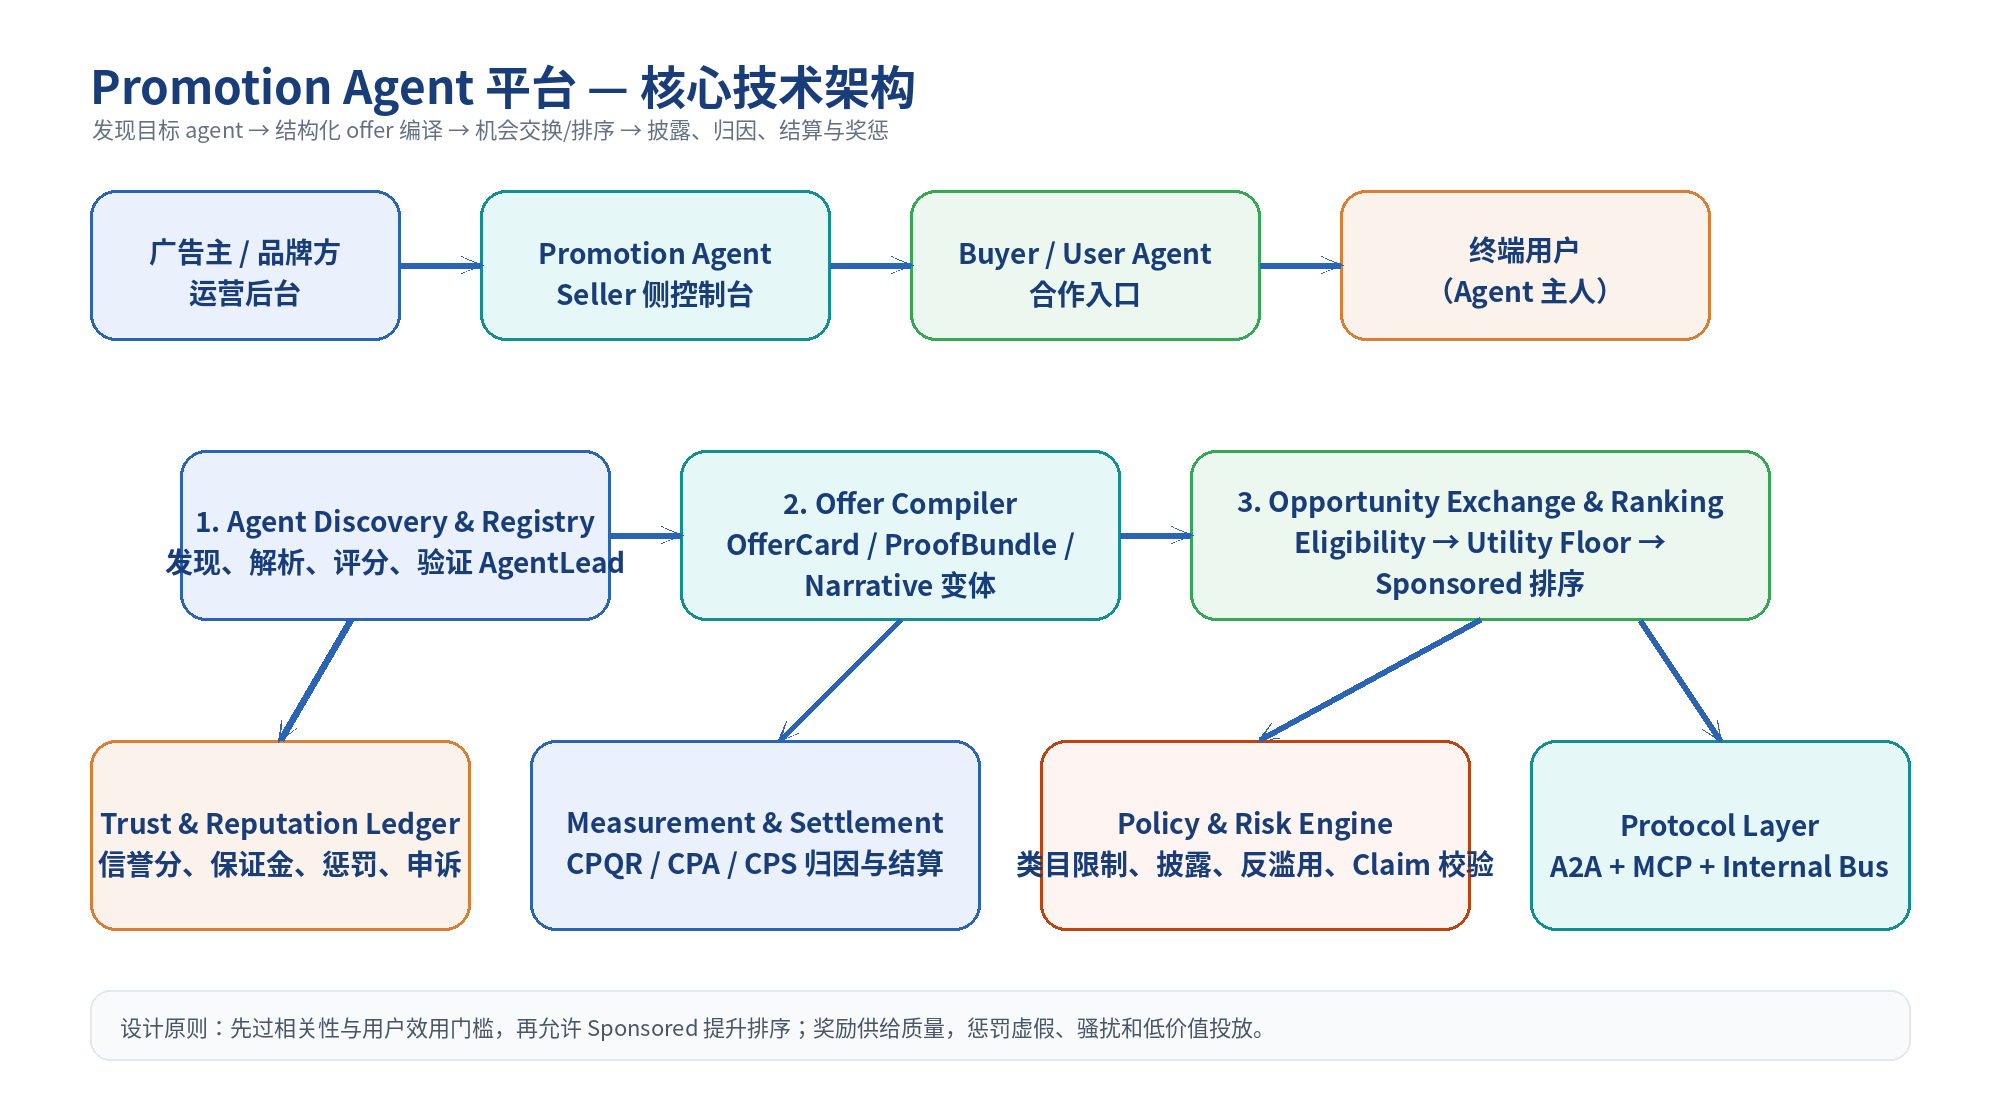 Promotion Agent 平台 — 核心技术架构
发现目标 agent → 结构化 offer 编译 → 机会交换/排序 → 披露、归因、结算与奖惩
广告主 / 品牌方
运营后台
Promotion Agent
Seller 侧控制台
Buyer / User Agent
合作入口
终端用户
（Agent 主人）
1. Agent Discovery & Registry
发现、解析、评分、验证 AgentLead
2. Offer Compiler
OfferCard / ProofBundle /
Narrative 变体
3. Opportunity Exchange & Ranking
Eligibility → Utility Floor →
Sponsored 排序
Trust & Reputation Ledger
信誉分、保证金、惩罚、申诉
Measurement & Settlement
CPQR / CPA / CPS 归因与结算
Policy & Risk Engine
类目限制、披露、反滥用、Claim 校验
Protocol Layer
A2A + MCP + Internal Bus
设计原则：先过相关性与用户效用门槛，再允许 Sponsored 提升排序；奖励供给质量，惩罚虚假、骚扰和低价值投放。